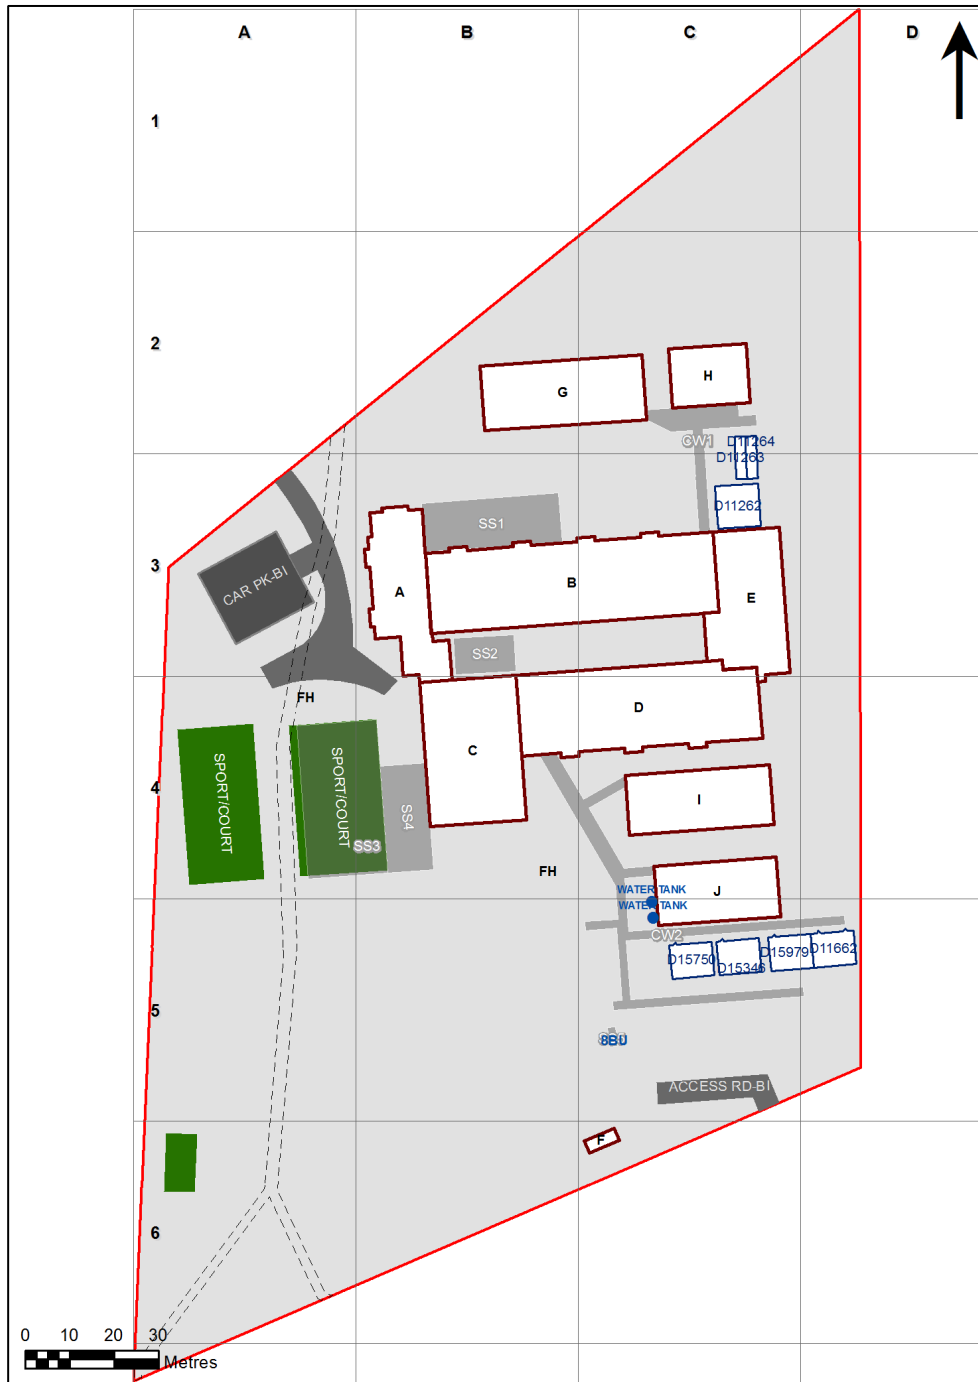 A B C D
1
2
G
H
CW1
D11264
D11263
D11262
SS1
3
CAR PK-BI
A
B
E
SS2
FH
D
C
4
SPORT/COURT
SPORT/COURT
SS4
I
SS3
FH
J
WATER TANK
WATER TANK
CW2
D15750
D15346
D15979
D11662
5
8BU
ACCESS RD-BI
F
6
0 10 20 30
Metres